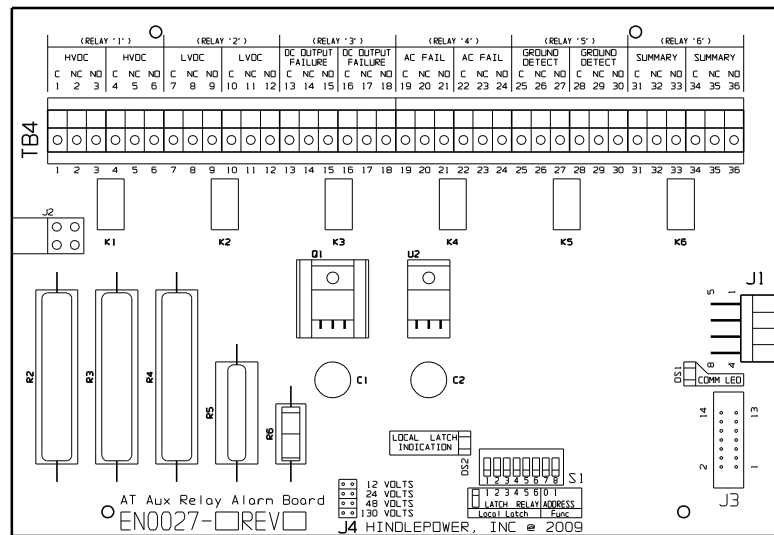 (RELAY '1') (RELAY '2') (RELAY '3') (RELAY '4') (RELAY '5') (RELAY '6')
HVDC HVDC LVDC LVDC DC OUTPUT FAILURE DC OUTPUT FAILURE AC FAIL AC FAIL GROUND DETECT GROUND DETECT SUMMARY SUMMARY
C NC NO C NC NO C NC NO C NC NO C NC NO C NC NO C NC NO C NC NO C NC NO C NC NO C NC NO C NC NO
1 2 3 4 5 6 7 8 9 10 11 12 13 14 15 16 17 18 19 20 21 22 23 24 25 26 27 28 29 30 31 32 33 34 35 36
TB4
1 2 3 4 5 6 7 8 9 10 11 12 13 14 15 16 17 18 19 20 21 22 23 24 25 26 27 28 29 30 31 32 33 34 35 36
J2
K1 K2 K3 K4 K5 K6
Q1 U2
J1
5 1
8 4
R2 R3 R4 R5 R6
C1 C2
DS1
COMM LED
14 13
2 1
J3
LOCAL LATCH
INDICATION
DS2
1 2 3 4 5 6 7 8
S1
12 VOLTS
24 VOLTS
48 VOLTS
130 VOLTS
J4
1 2 3 4 5 6 0 1
LATCH RELAY ADDRESS
Local Latch Func
AT Aux Relay Alarm Board
EN0027-□REV□
HINDLEPOWER, INC @ 2009